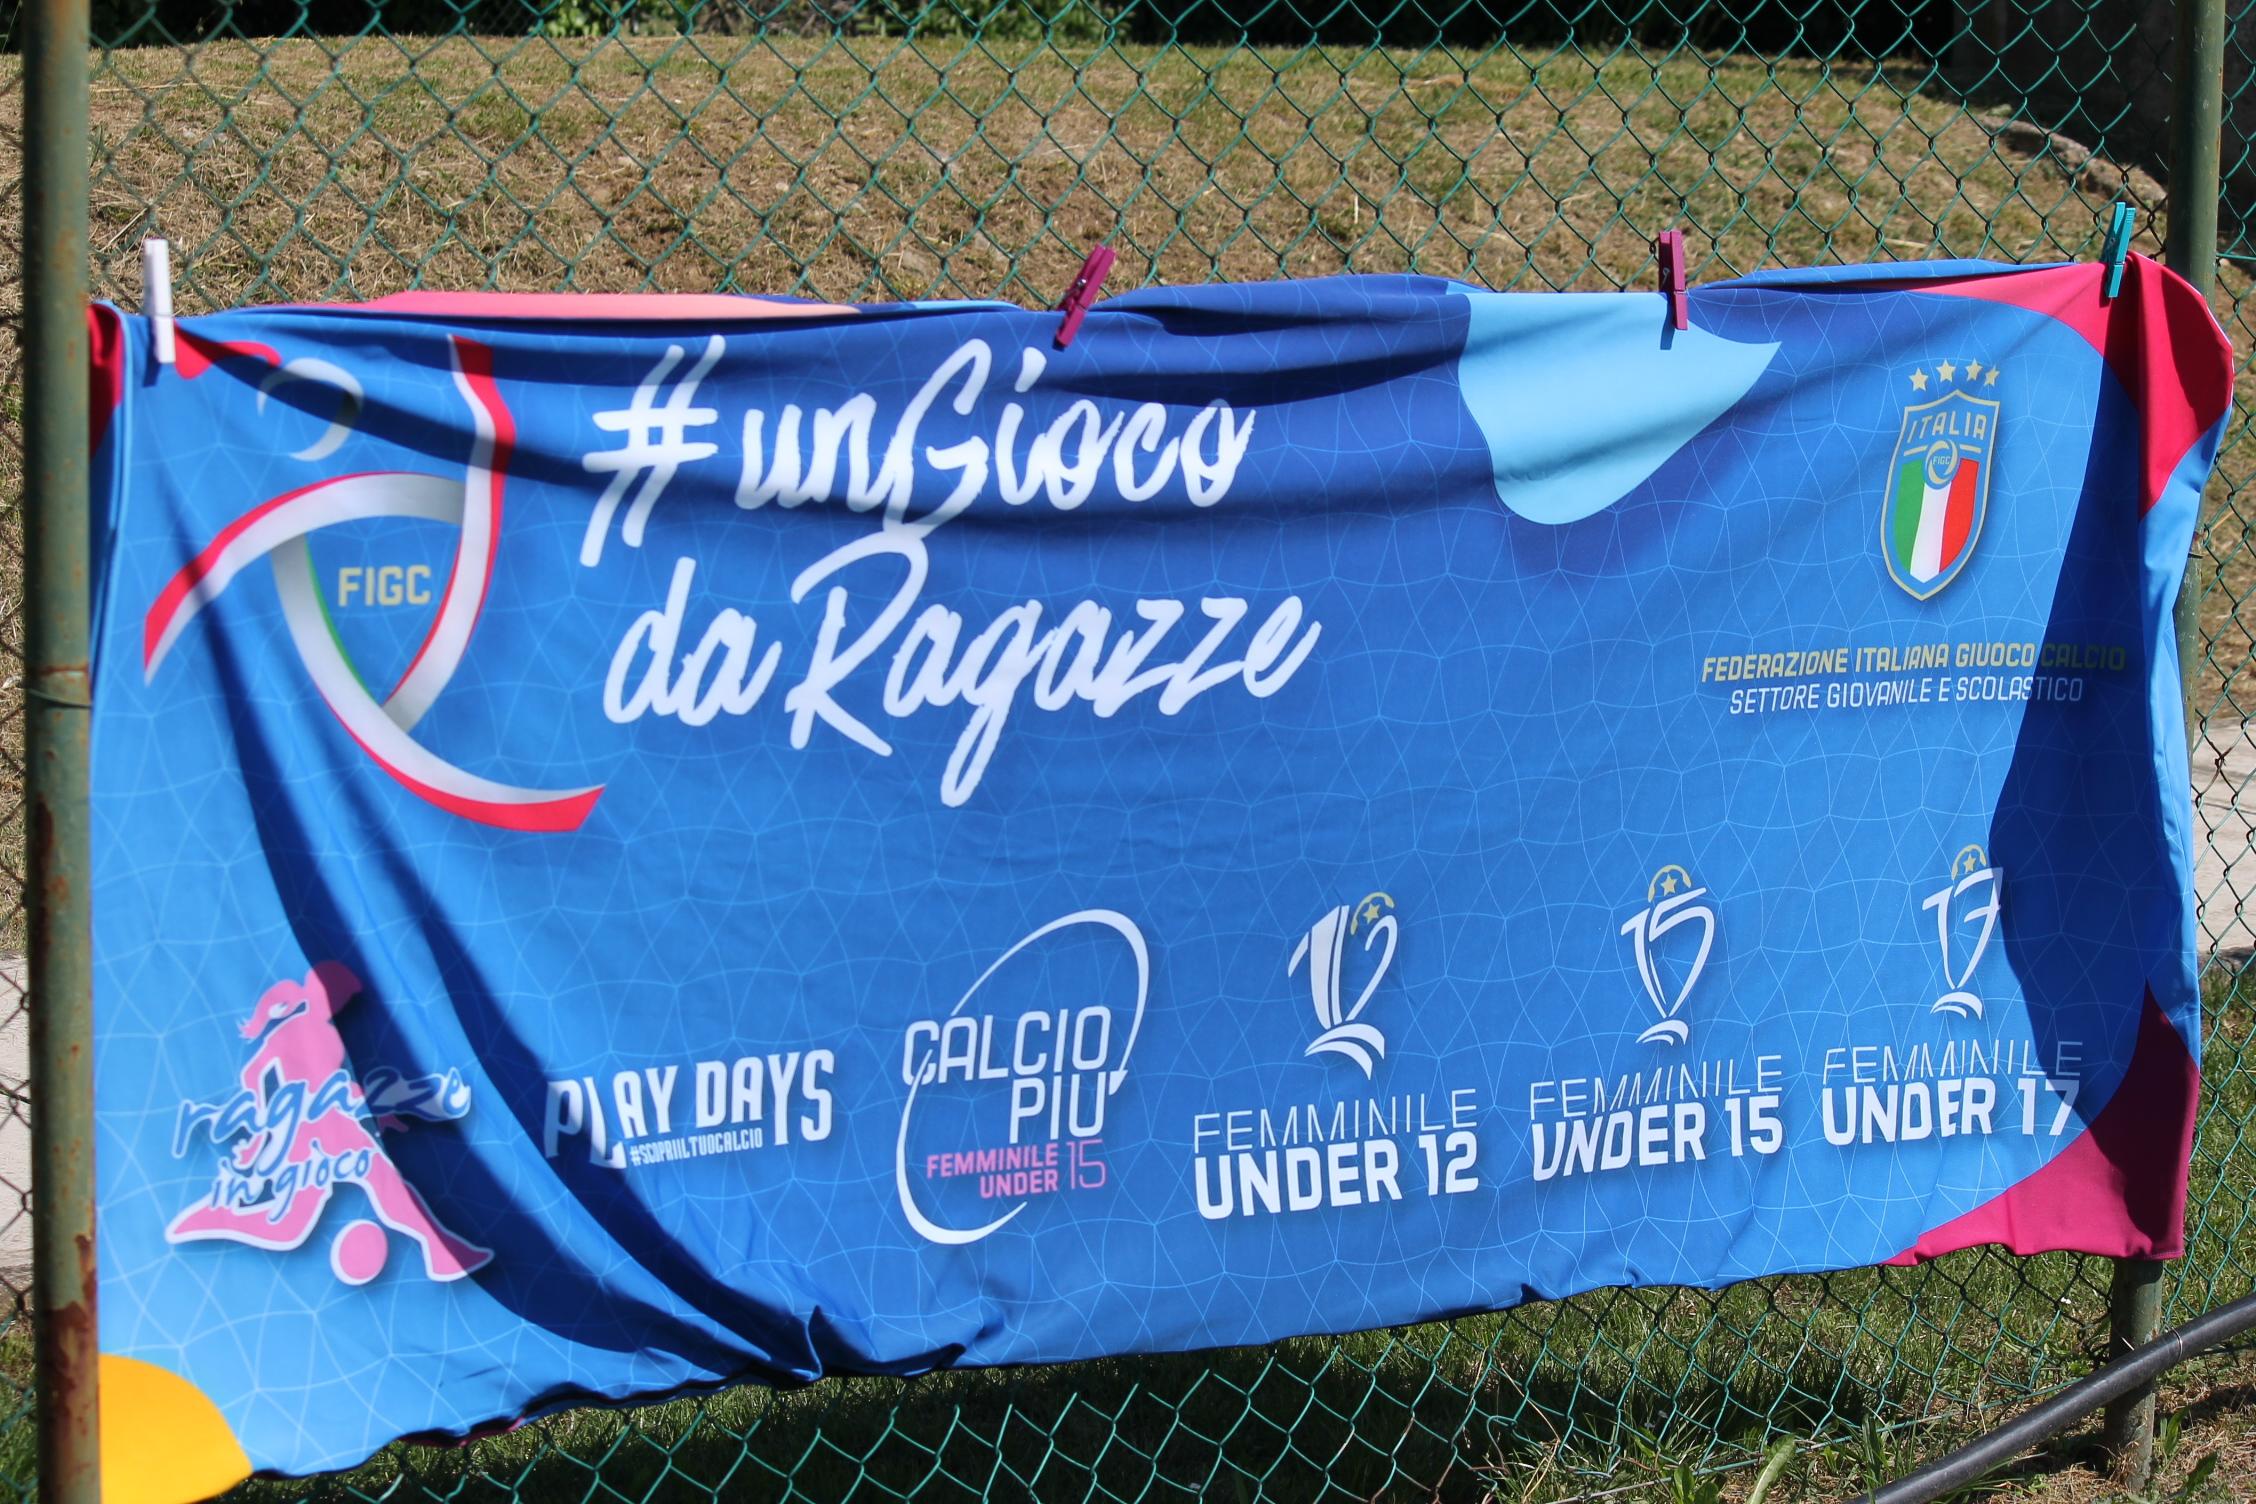 #unGioco
daRagazze
FIGC
ITALIA
FIGC
FEDERAZIONE ITALIANA GIUOCO CALCIO
SETTORE GIOVANILE E SCOLASTICO
ragazze
in gioco
PLAY DAYS
#SCOPRIILTUOCALCIO
CALCIO
PIU'
FEMMINILE
UNDER 15
12
FEMMINILE
UNDER 12
15
FEMMINILE
UNDER 15
17
FEMMINILE
UNDER 17